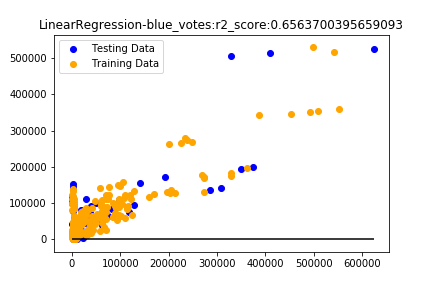 LinearRegression-blue_votes:r2_score:0.6563700395659093
Testing Data
Training Data
500000
400000
300000
200000
100000
0
0 100000 200000 300000 400000 500000 600000